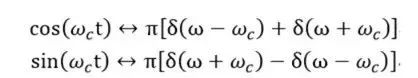 cos(ω_c t) ↔ π[δ(ω − ω_c) + δ(ω + ω_c)]
sin(ω_c t) ↔ π[δ(ω + ω_c) − δ(ω − ω_c)].